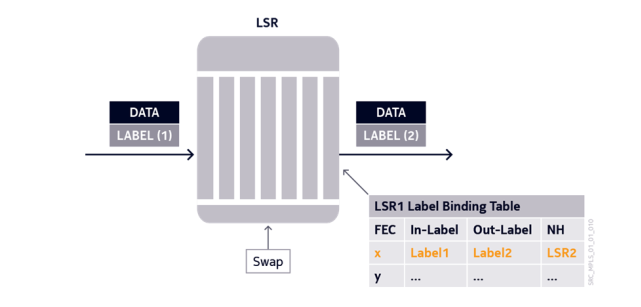 LSR
DATA
LABEL (1)
DATA
LABEL (2)
Swap
LSR1 Label Binding Table
FEC In-Label Out-Label NH
x Label1 Label2 LSR2
y ... ... ...
SRC_MPLS_D1_O1_010